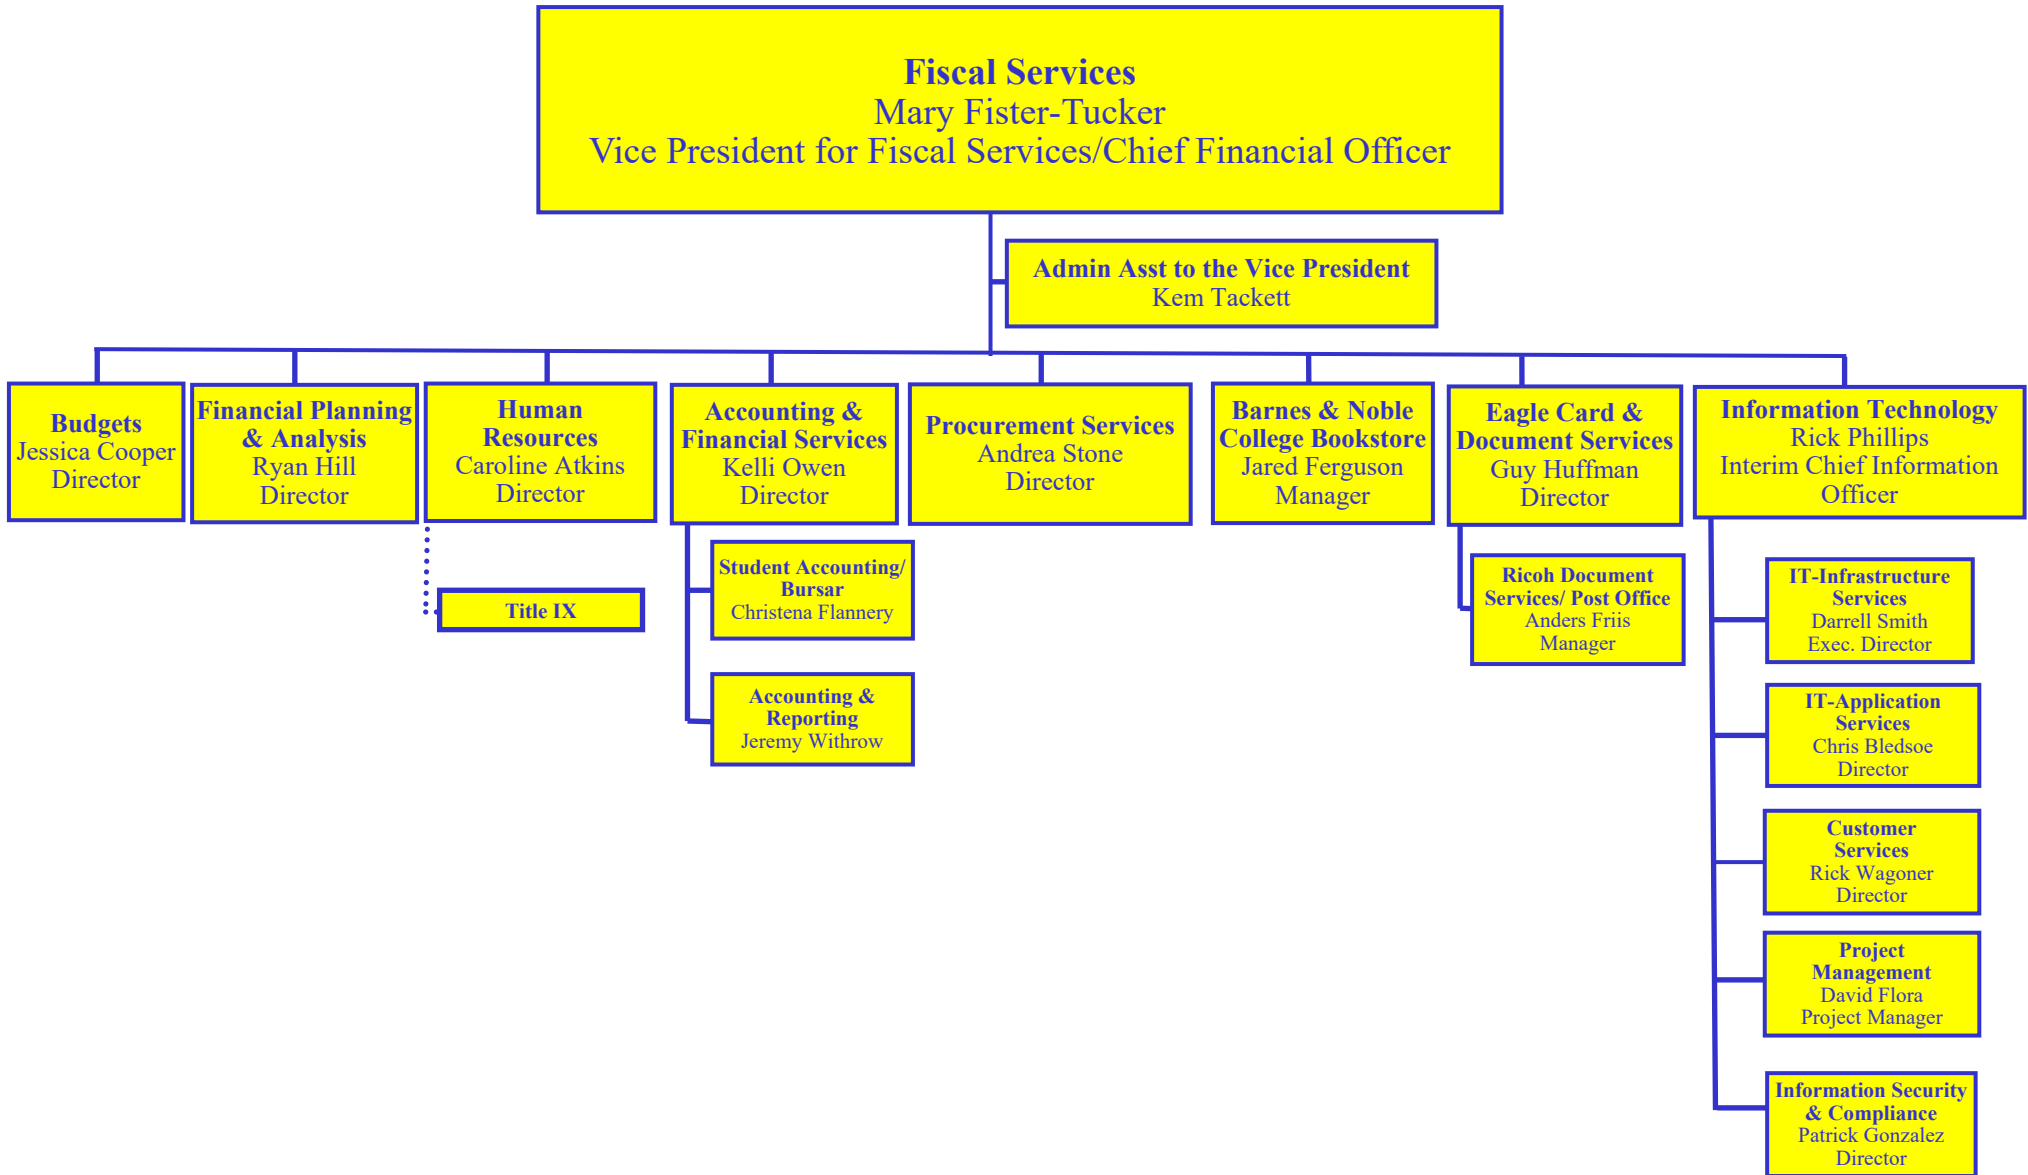 Fiscal Services
Mary Fister-Tucker
Vice President for Fiscal Services/Chief Financial Officer
Admin Asst to the Vice President
Kem Tackett
Budgets
Jessica Cooper
Director
Financial Planning
& Analysis
Ryan Hill
Director
Human
Resources
Caroline Atkins
Director
Accounting &
Financial Services
Kelli Owen
Director
Procurement Services
Andrea Stone
Director
Barnes & Noble
College Bookstore
Jared Ferguson
Manager
Eagle Card &
Document Services
Guy Huffman
Director
Information Technology
Rick Phillips
Interim Chief Information
Officer
Title IX
Student Accounting/
Bursar
Christena Flannery
Accounting &
Reporting
Jeremy Withrow
Ricoh Document
Services/ Post Office
Anders Friis
Manager
IT-Infrastructure
Services
Darrell Smith
Exec. Director
IT-Application
Services
Chris Bledsoe
Director
Customer
Services
Rick Wagoner
Director
Project
Management
David Flora
Project Manager
Information Security
& Compliance
Patrick Gonzalez
Director